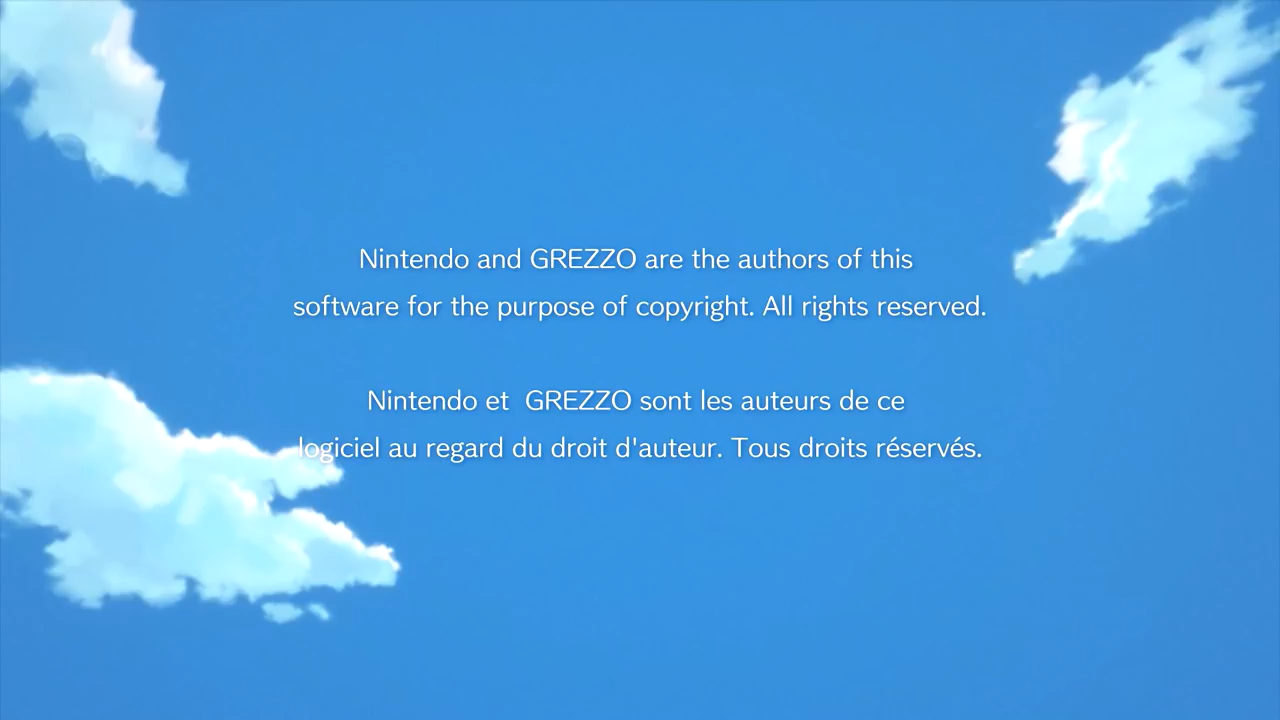 Nintendo and GREZZO are the authors of this
software for the purpose of copyright. All rights reserved.
Nintendo et  GREZZO sont les auteurs de ce
logiciel au regard du droit d'auteur. Tous droits réservés.